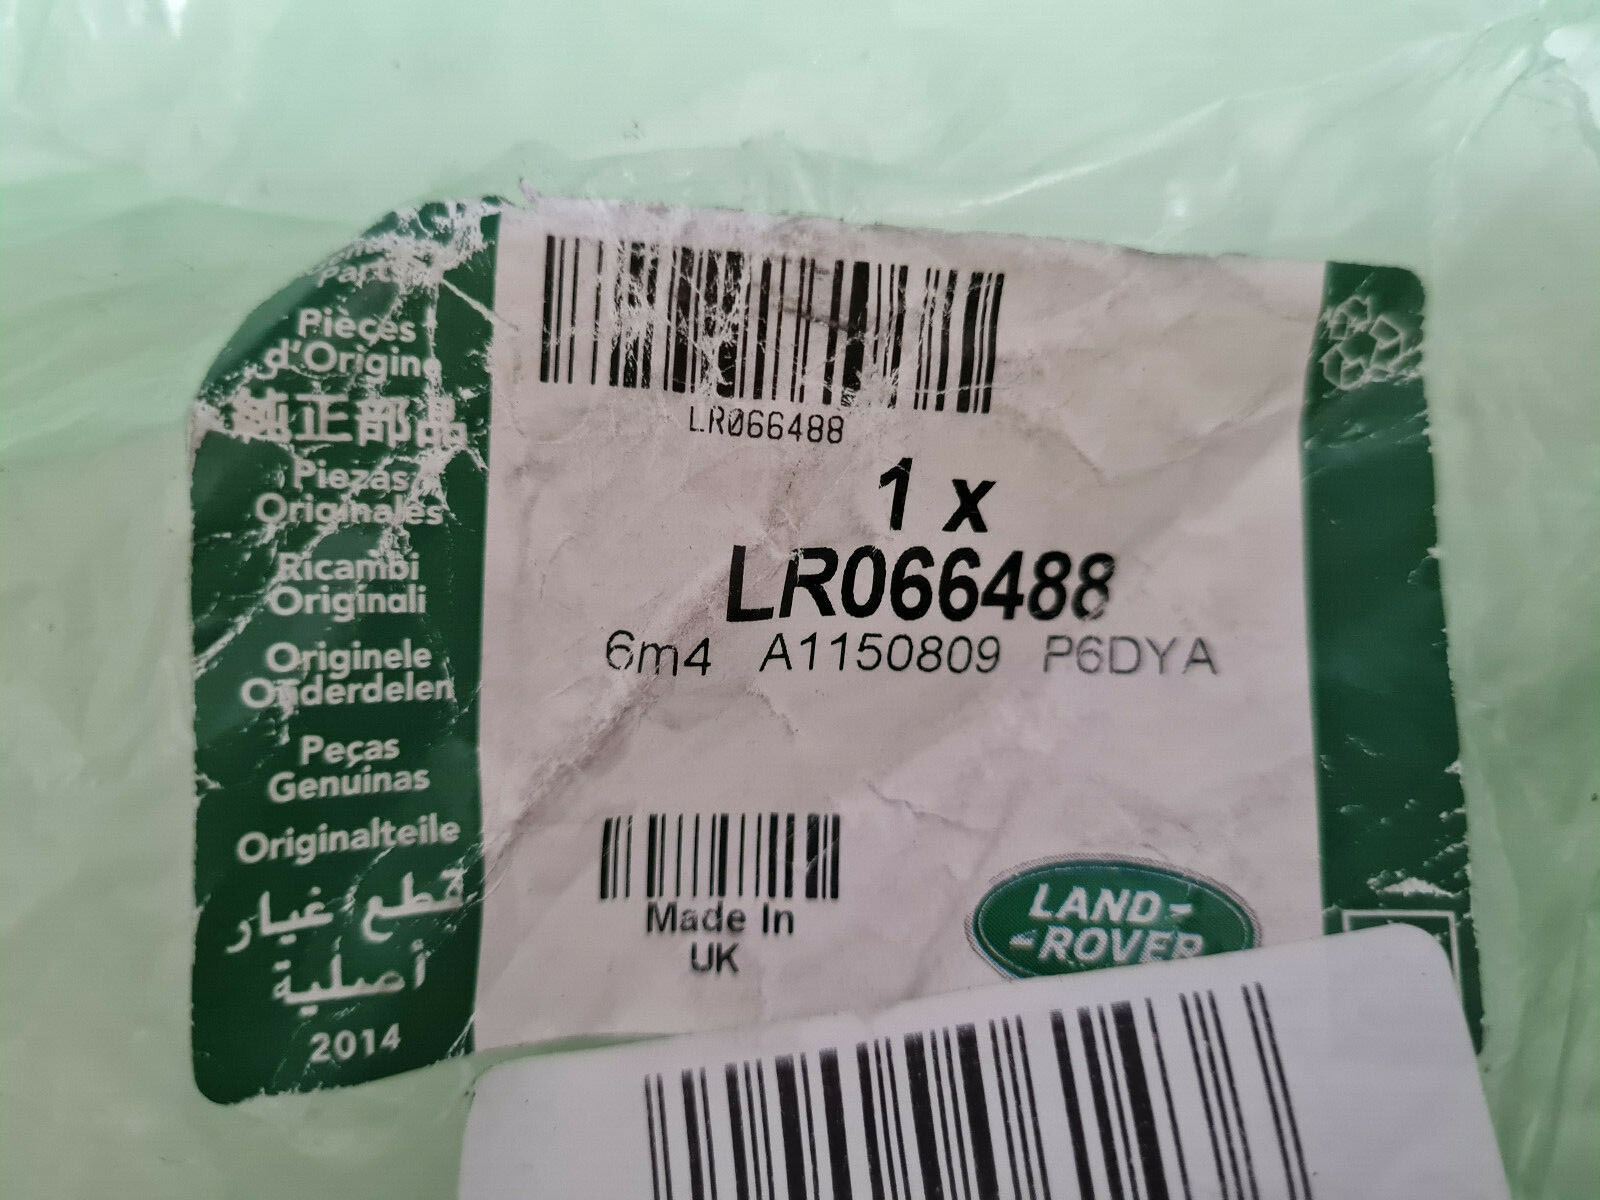 Parts
Pièces
d'Origine
純正部品
Piezas
Originales
Ricambi
Originali
Originele
Onderdelen
Peças
Genuínas
Originalteile
قطع غيار
أصلية
2014
LR066488
1 x
LR066488
6m4 A1150809 P6DYA
Made In
UK
LAND-
-ROVER